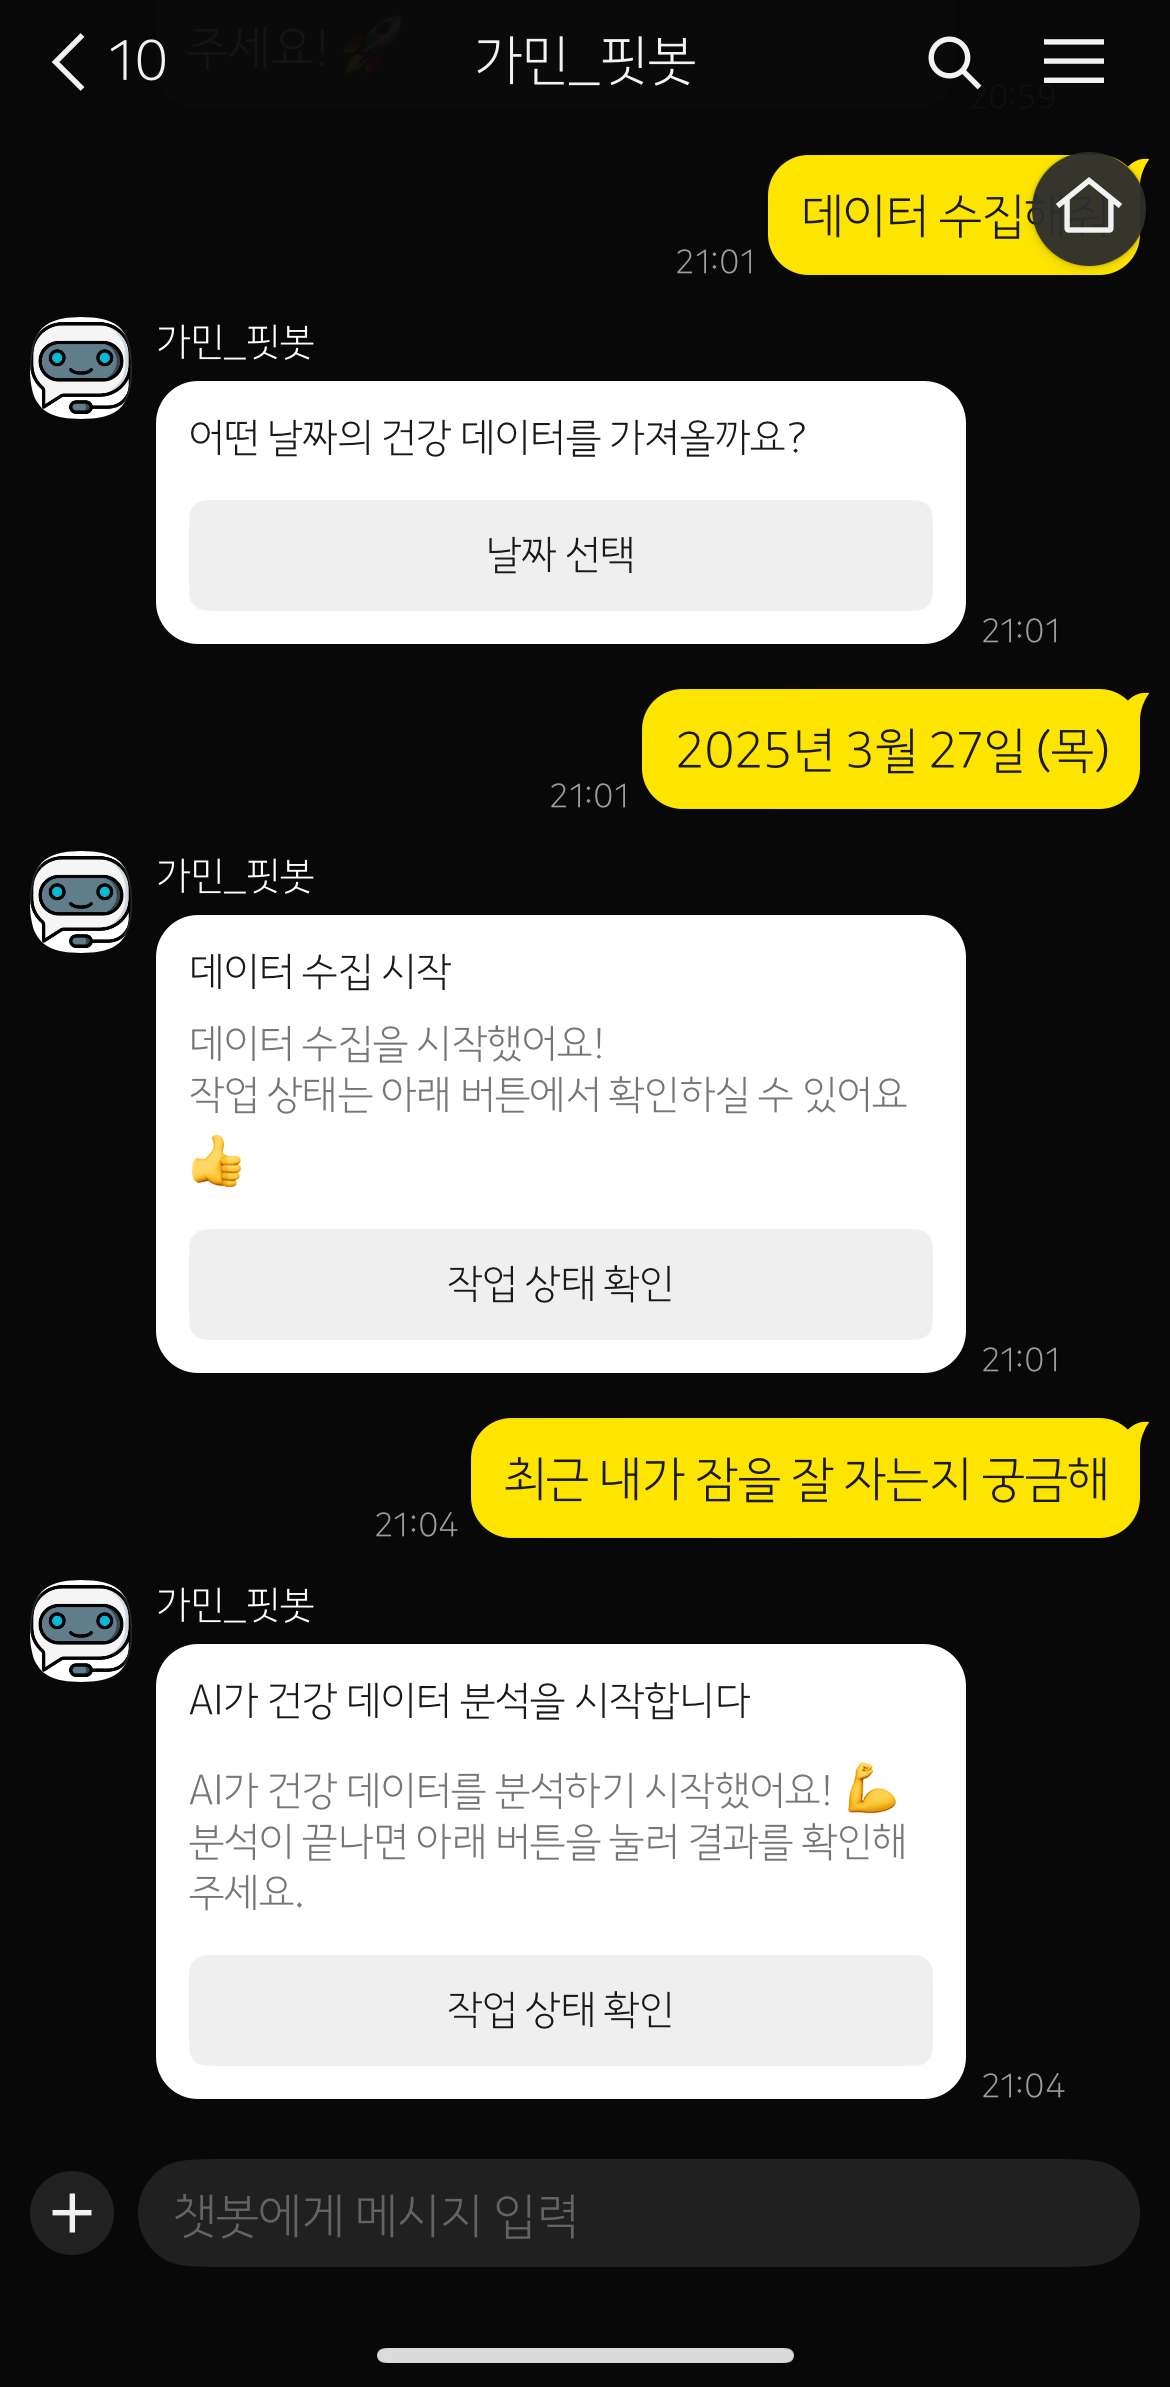 주세요! 🚀
10
가민_핏봇
20:59
데이터 수집해줘
21:01
가민_핏봇
어떤 날짜의 건강 데이터를 가져올까요?
날짜 선택
21:01
2025년 3월 27일 (목)
21:01
가민_핏봇
데이터 수집 시작
데이터 수집을 시작했어요!
작업 상태는 아래 버튼에서 확인하실 수 있어요
👍
작업 상태 확인
21:01
최근 내가 잠을 잘 자는지 궁금해
21:04
가민_핏봇
AI가 건강 데이터 분석을 시작합니다
AI가 건강 데이터를 분석하기 시작했어요! 💪
분석이 끝나면 아래 버튼을 눌러 결과를 확인해
주세요.
작업 상태 확인
21:04
챗봇에게 메시지 입력